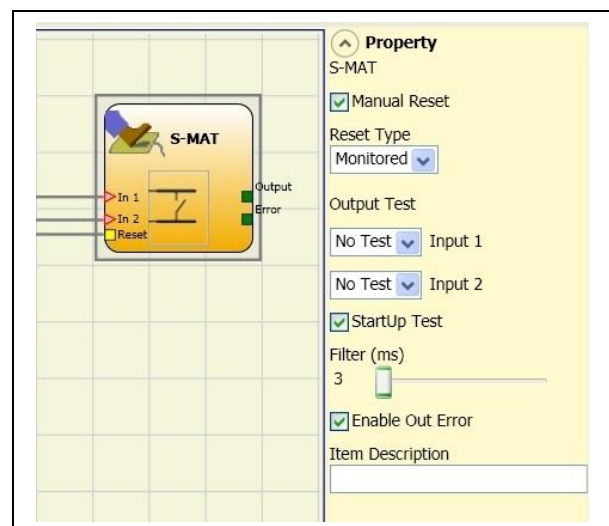 S-MAT
In 1
In 2
Reset
Output
Error
Property
S-MAT
Manual Reset
Reset Type
Monitored
Output Test
No Test Input 1
No Test Input 2
StartUp Test
Filter (ms)
3
Enable Out Error
Item Description